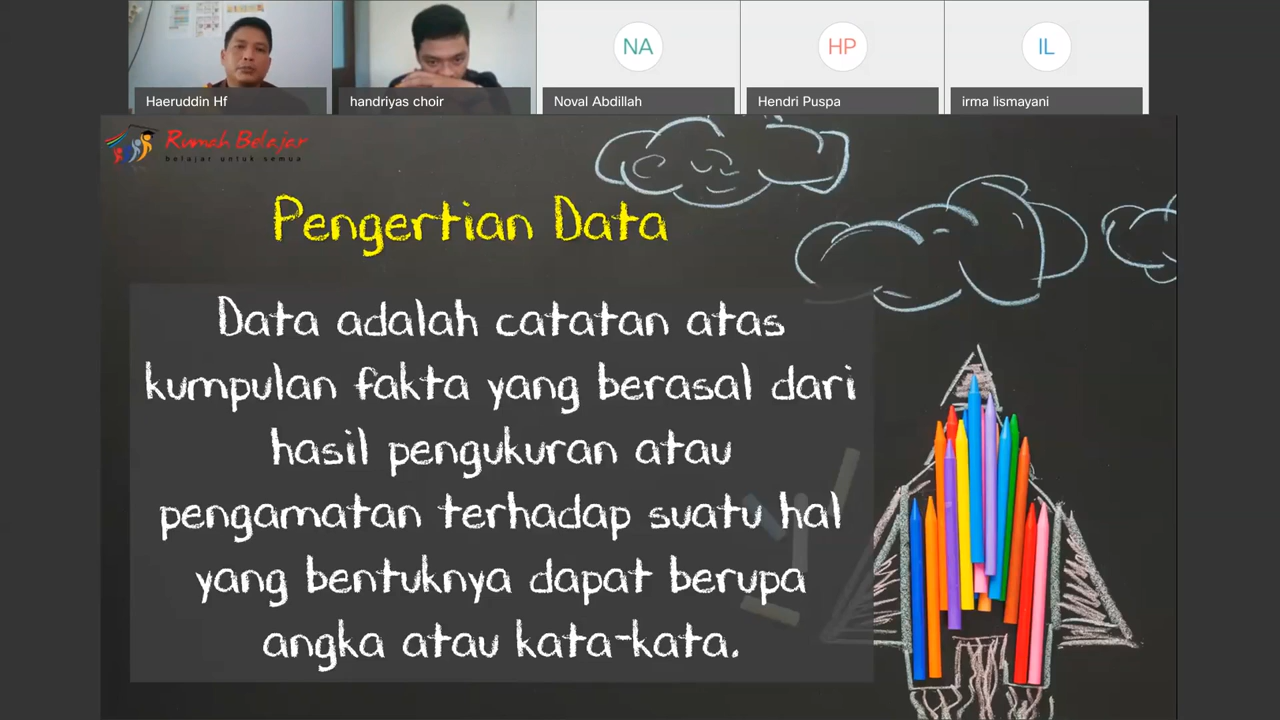 NA
HP
IL
Haeruddin Hf
handriyas choir
Noval Abdillah
Hendri Puspa
irma lismayani
Rumah Belajar
belajar untuk semua
Pengertian Data
Data adalah catatan atas
kumpulan fakta yang berasal dari
hasil pengukuran atau
pengamatan terhadap suatu hal
yang bentuknya dapat berupa
angka atau kata-kata.